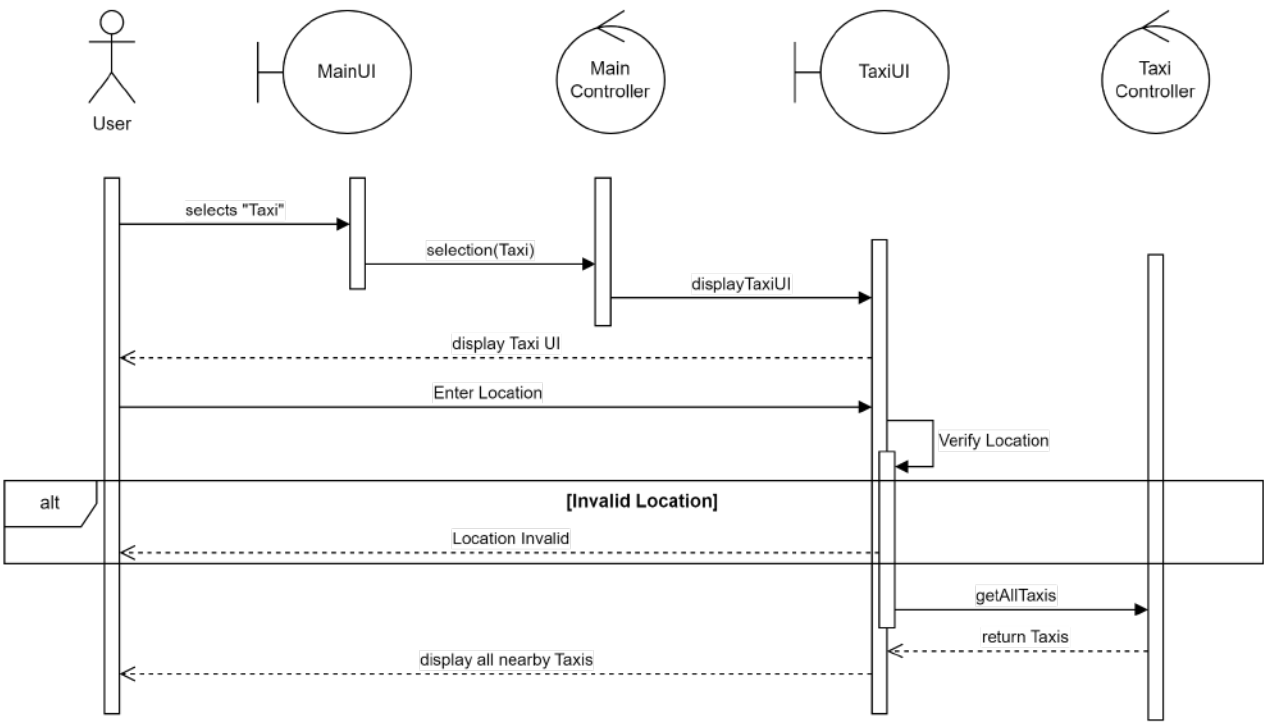 User
MainUI
Main
Controller
TaxiUI
Taxi
Controller
selects "Taxi"
selection(Taxi)
displayTaxiUI
display Taxi UI
Enter Location
Verify Location
alt
[Invalid Location]
Location Invalid
getAllTaxis
return Taxis
display all nearby Taxis